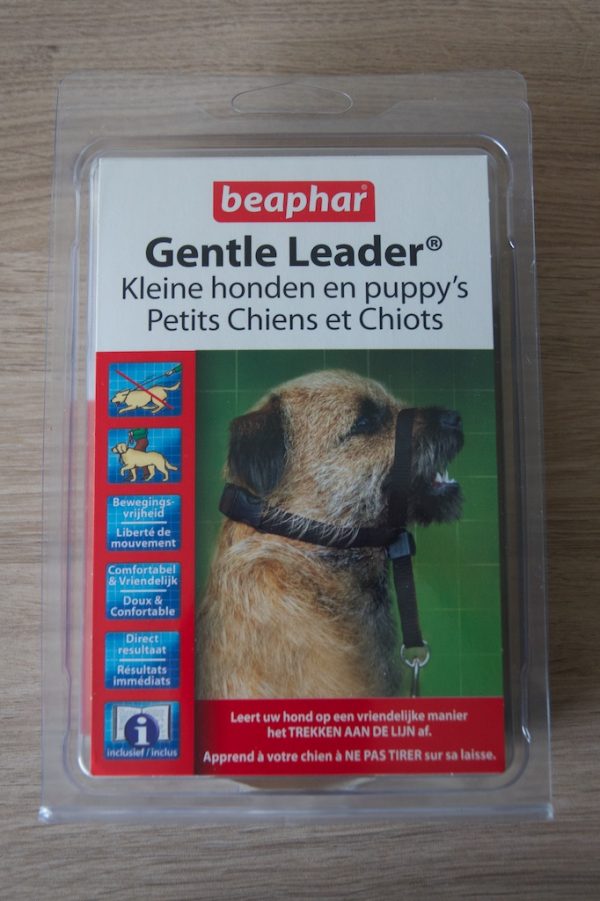 beaphar®
Gentle Leader®
Kleine honden en puppy's
Petits Chiens et Chiots
Bewegings-
vrijheid
Liberté de
mouvement
Comfortabel
& Vriendelijk
Doux &
Confortable
Direct
resultaat
Résultats
immédiats
i
inclusief / inclus
Leert uw hond op een vriendelijke manier
het TREKKEN AAN DE LIJN af.
Apprend à votre chien à NE PAS TIRER sur sa laisse.